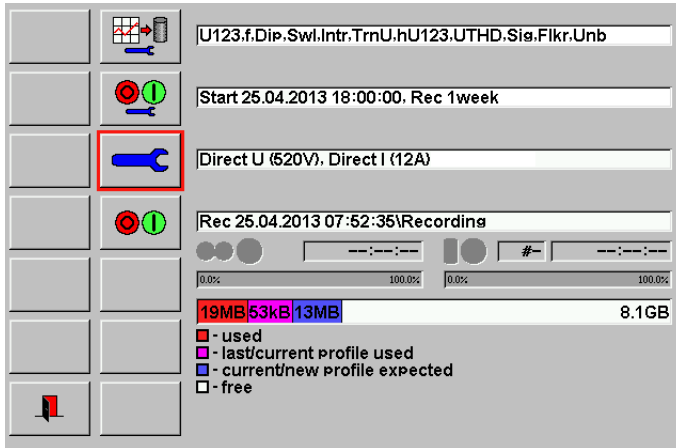 U123,f,Dip,Swl,Intr,TrnU,hU123,UTHD,Sig,Flkr,Unb
Start 25.04.2013 18:00:00, Rec 1week
Direct U (520V), Direct I (12A)
Rec 25.04.2013 07:52:35\Recording
--:--:-- #- --:--:--
0.0% 100.0% 0.0% 100.0%
19MB 53kB 13MB 8.1GB
- used
- last/current profile used
- current/new profile expected
- free